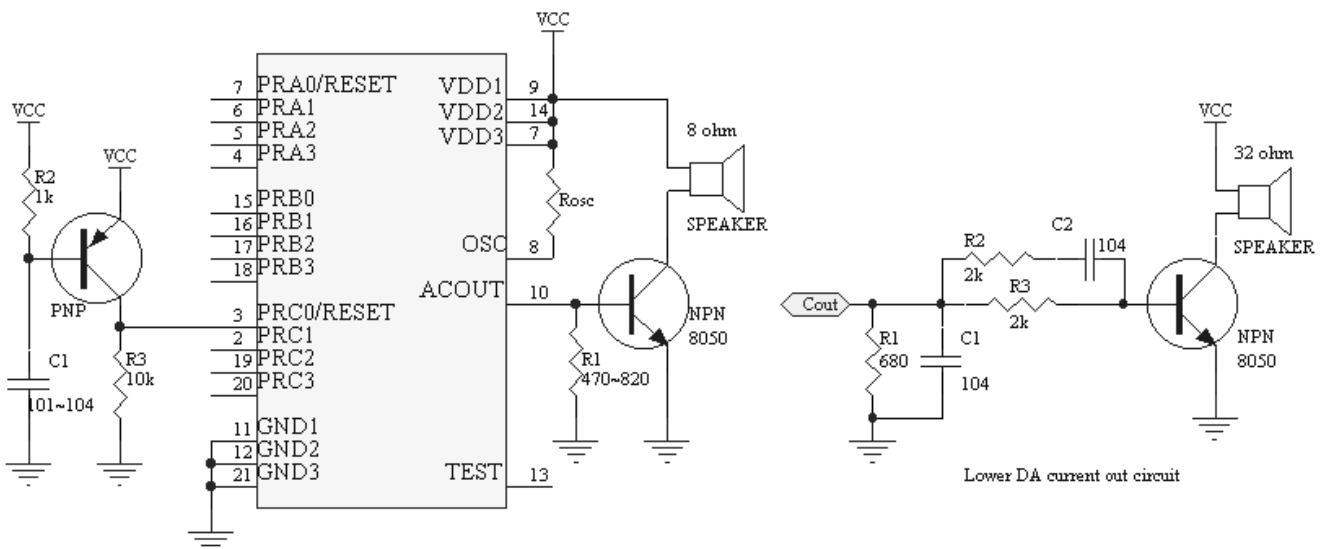 VCC
R2
1k
PNP
C1
101~104
VCC
R3
10k
7 PRA0/RESET
6 PRA1
5 PRA2
4 PRA3
15 PRB0
16 PRB1
17 PRB2
18 PRB3
3 PRC0/RESET
2 PRC1
19 PRC2
20 PRC3
11 GND1
12 GND2
21 GND3
VDD1 9
VDD2 14
VDD3 7
OSC 8
ACOUT 10
TEST 13
VCC
Rosc
8 ohm
SPEAKER
R1
470~820
NPN
8050
Cout
R1
680
C1
104
R2
2k
C2
104
R3
2k
VCC
32 ohm
SPEAKER
NPN
8050
Lower DA current out circuit